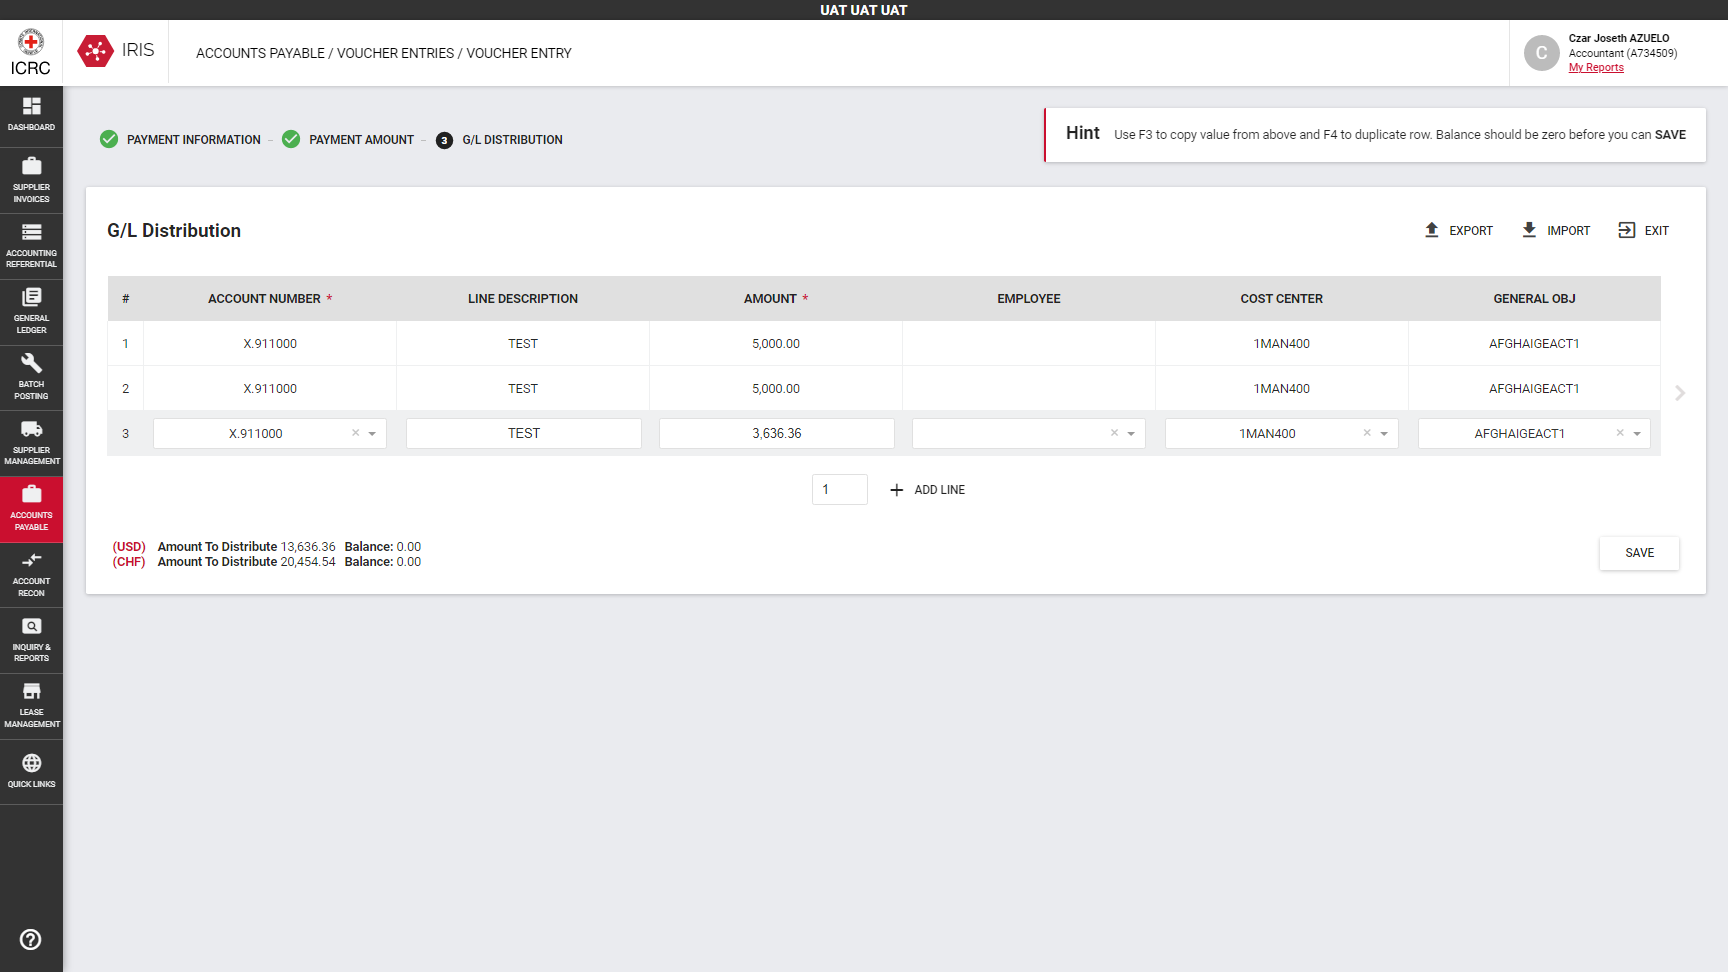 UAT UAT UAT
ICRC
IRIS
ACCOUNTS PAYABLE / VOUCHER ENTRIES / VOUCHER ENTRY
C
Czar Joseth AZUELO
Accountant (A734509)
My Reports
DASHBOARD
SUPPLIER
INVOICES
ACCOUNTING
REFERENTIAL
GENERAL
LEDGER
BATCH
POSTING
SUPPLIER
MANAGEMENT
ACCOUNTS
PAYABLE
ACCOUNT
RECON
INQUIRY &
REPORTS
LEASE
MANAGEMENT
QUICK LINKS
PAYMENT INFORMATION – PAYMENT AMOUNT – 3 G/L DISTRIBUTION
Hint Use F3 to copy value from above and F4 to duplicate row. Balance should be zero before you can SAVE
G/L Distribution
EXPORT IMPORT EXIT
# ACCOUNT NUMBER * LINE DESCRIPTION AMOUNT * EMPLOYEE COST CENTER GENERAL OBJ
1 X.911000 TEST 5,000.00 1MAN400 AFGHAIGEACT1
2 X.911000 TEST 5,000.00 1MAN400 AFGHAIGEACT1
3 X.911000 × TEST 3,636.36 × 1MAN400 × AFGHAIGEACT1 ×
1 + ADD LINE
(USD) Amount To Distribute 13,636.36 Balance: 0.00
(CHF) Amount To Distribute 20,454.54 Balance: 0.00
SAVE